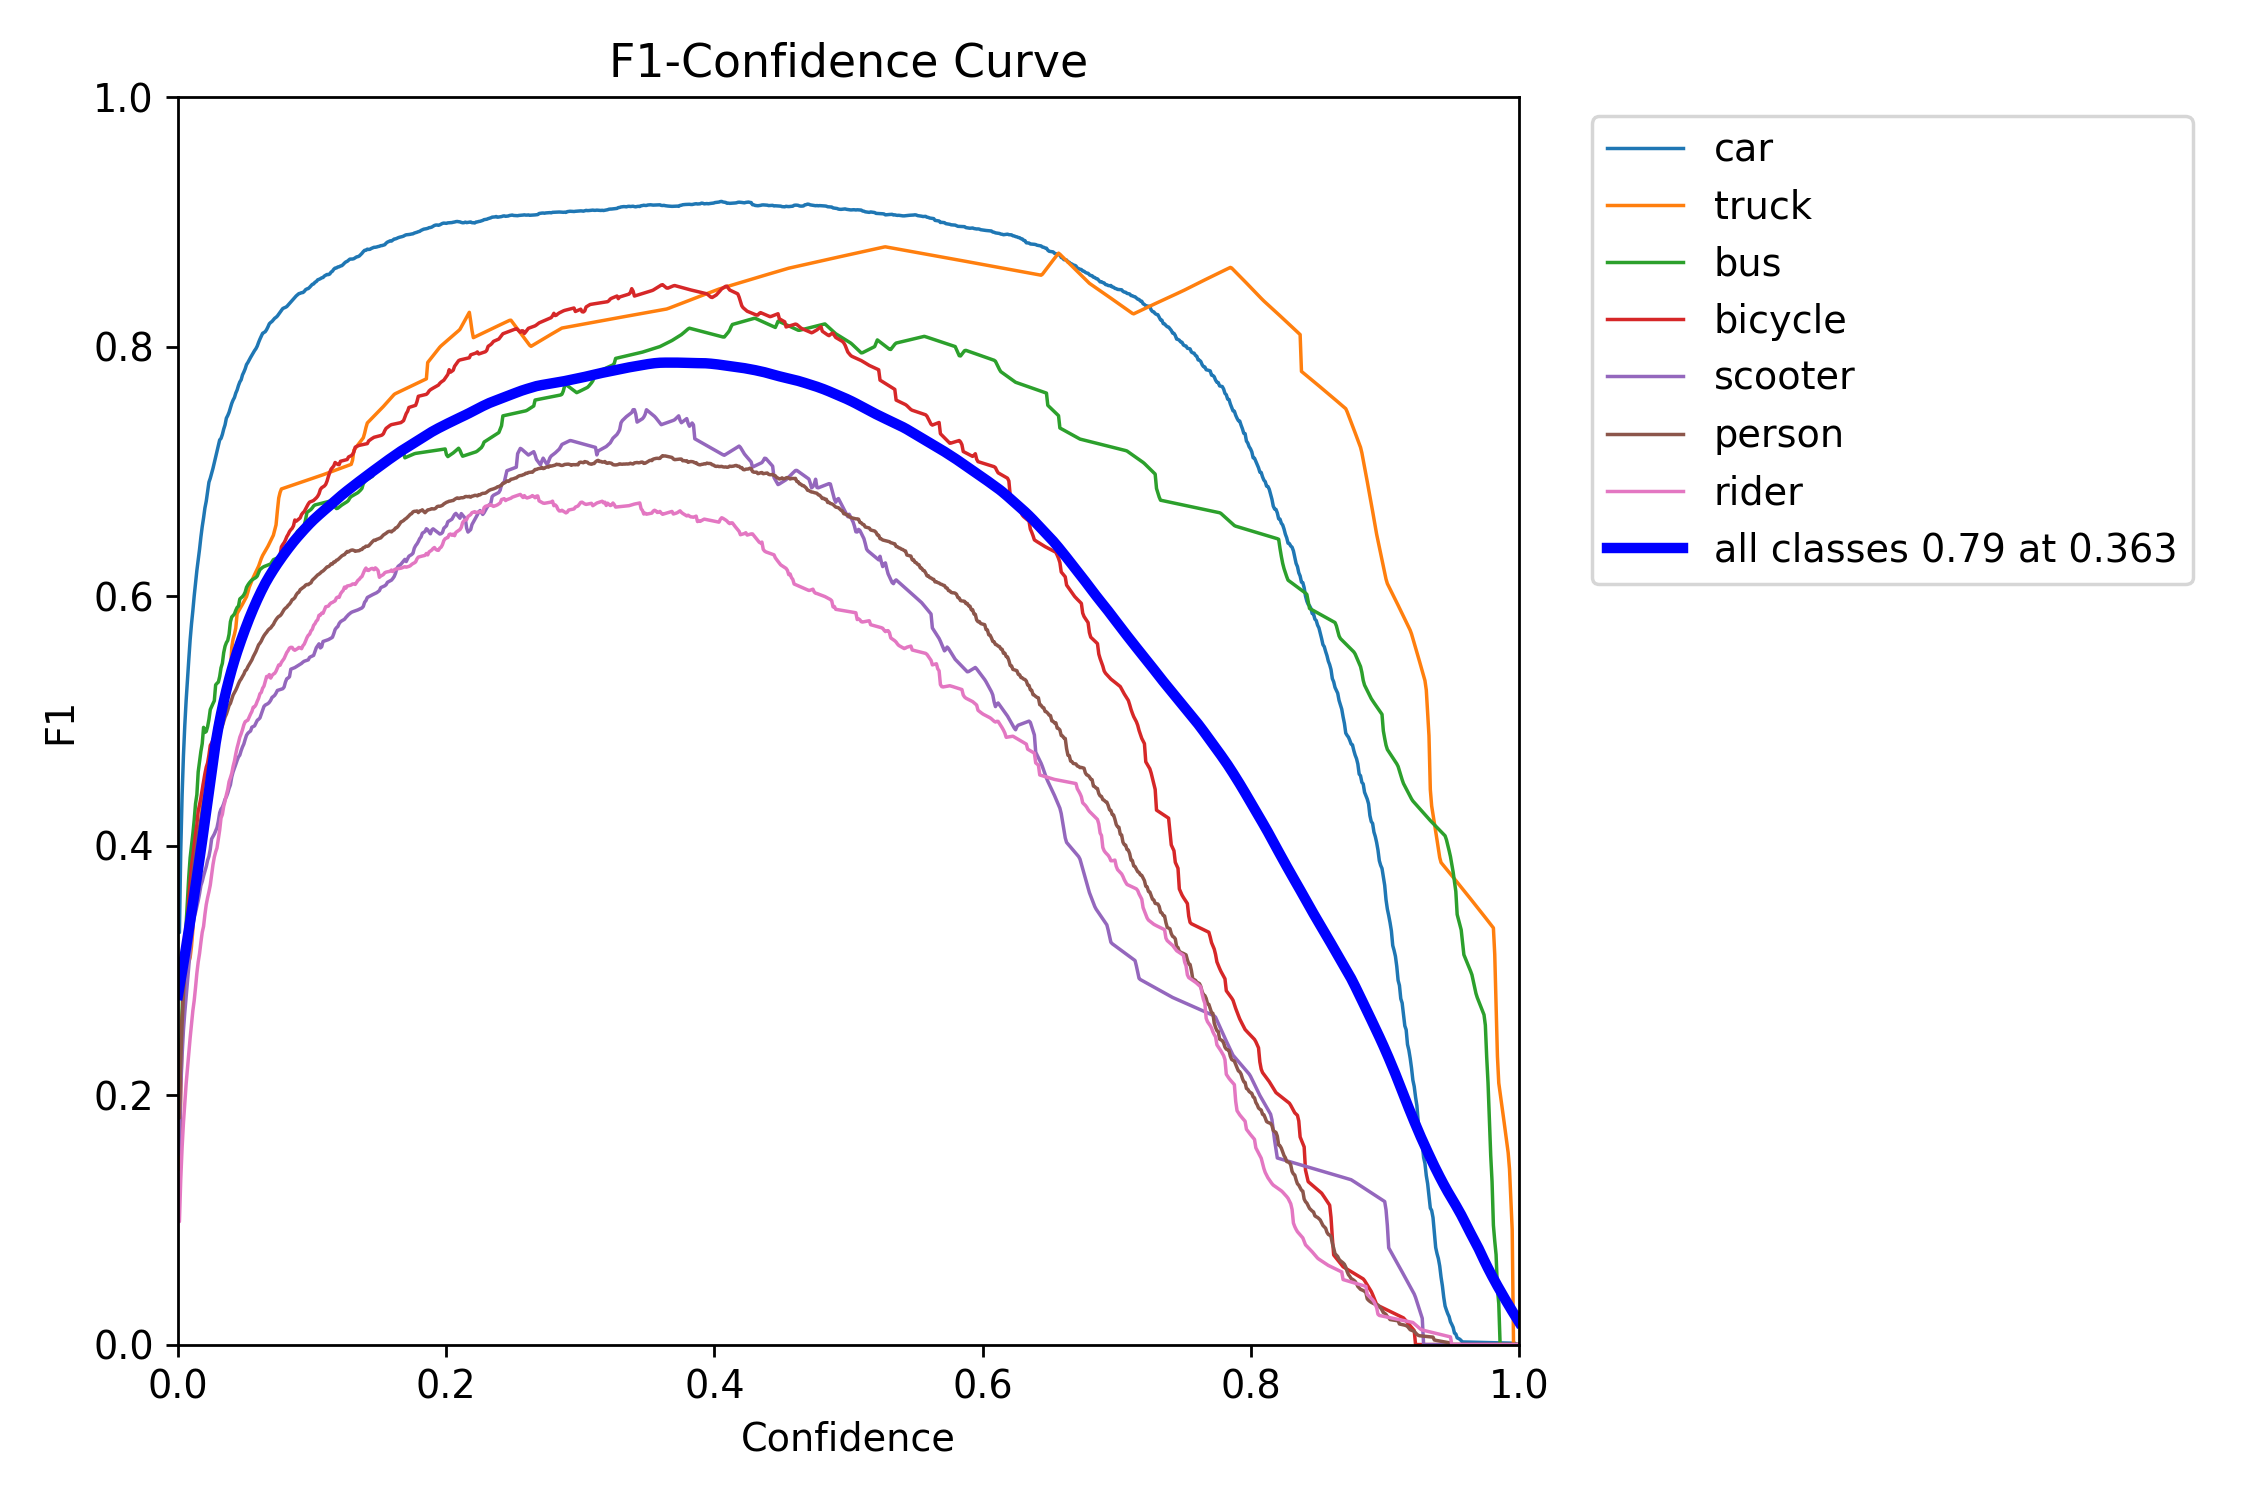 F1-Confidence Curve
1.0
0.8
0.6
0.4
0.2
0.0
F1
0.0 0.2 0.4 0.6 0.8 1.0
Confidence
car
truck
bus
bicycle
scooter
person
rider
all classes 0.79 at 0.363